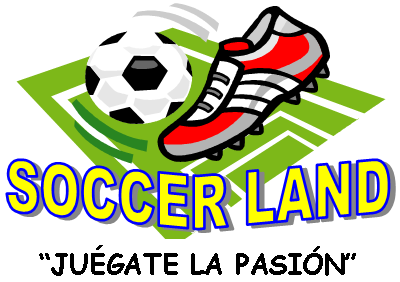 SOCCER LAND
“JUÉGATE LA PASIÓN”